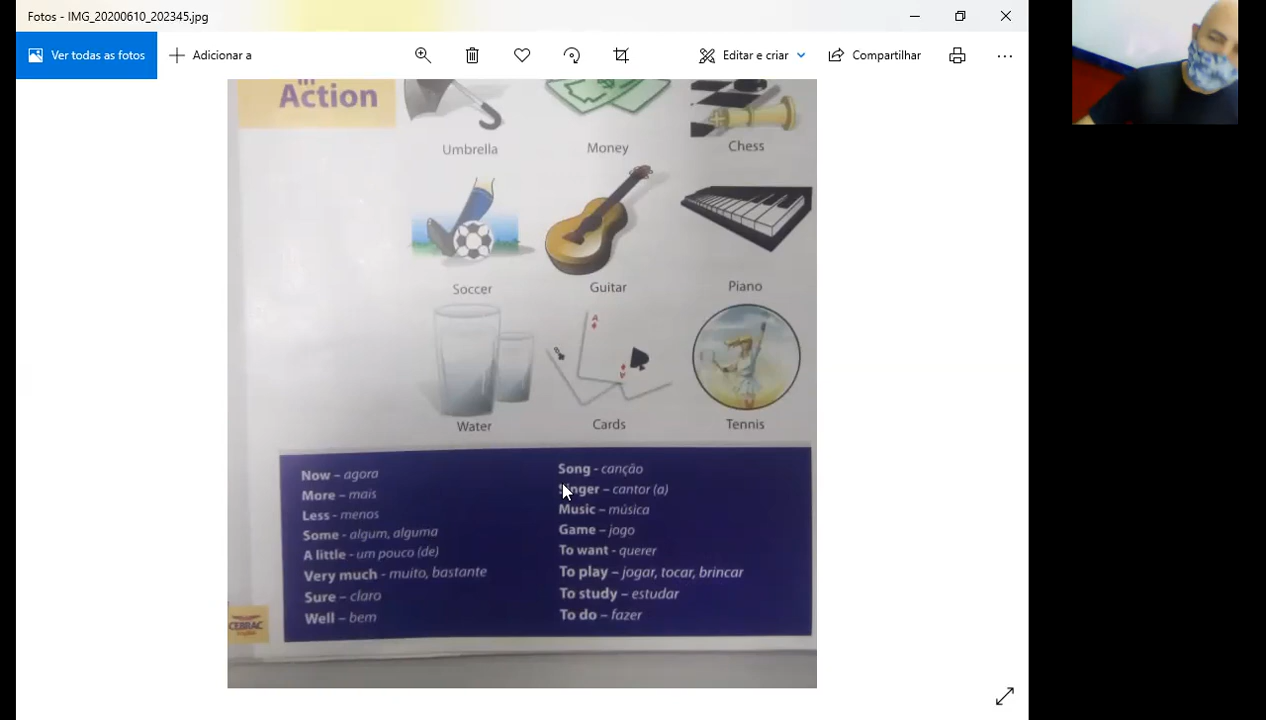 Fotos - IMG_20200610_202345.jpg
Ver todas as fotos
Adicionar a
Editar e criar
Compartilhar
in
Action
Umbrella
Money
Chess
Soccer
Guitar
Piano
A
A
Water
Cards
Tennis
Now – agora
More – mais
Less - menos
Some - algum, alguma
A little - um pouco (de)
Very much - muito, bastante
Sure – claro
Well – bem
Song - canção
Singer – cantor (a)
Music – música
Game – jogo
To want - querer
To play – jogar, tocar, brincar
To study – estudar
To do – fazer
CEBRAC